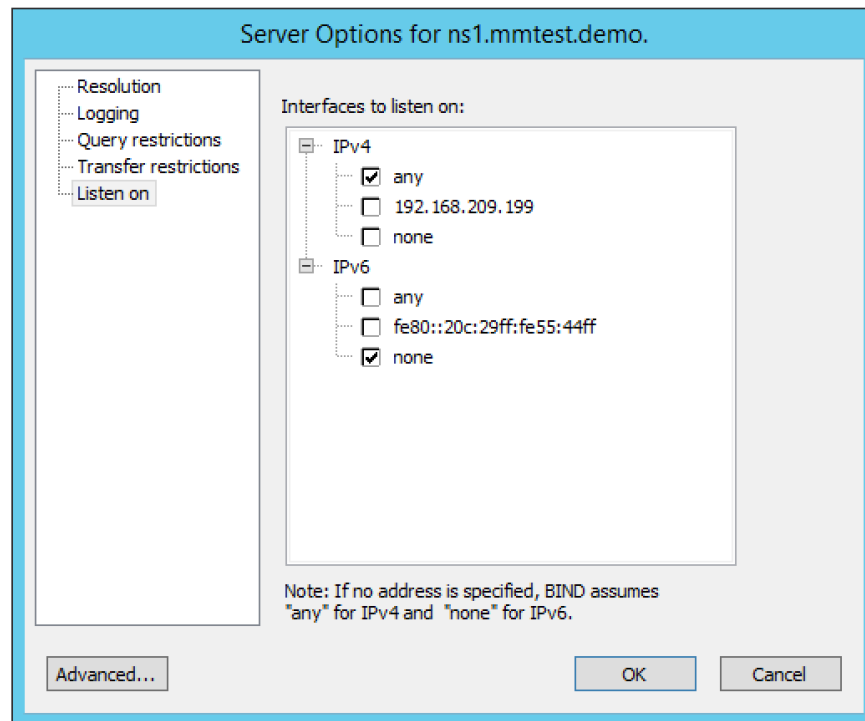 Server Options for ns1.mmtest.demo.
Resolution
Logging
Query restrictions
Transfer restrictions
Listen on
Interfaces to listen on:
IPv4
any
192.168.209.199
none
IPv6
any
fe80::20c:29ff:fe55:44ff
none
Note: If no address is specified, BIND assumes
"any" for IPv4 and "none" for IPv6.
Advanced...
OK
Cancel